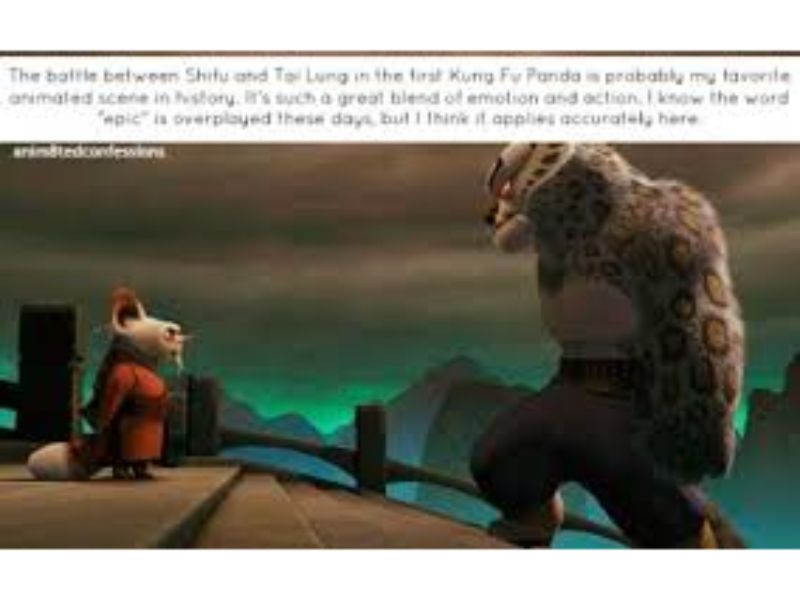 The battle between Shifu and Tai Lung in the first Kung Fu Panda is probably my favorite
animated scene in history. It's such a great blend of emotion and action. I know the word
"epic" is overplayed these days, but I think it applies accurately here.
anim8tedconfessions